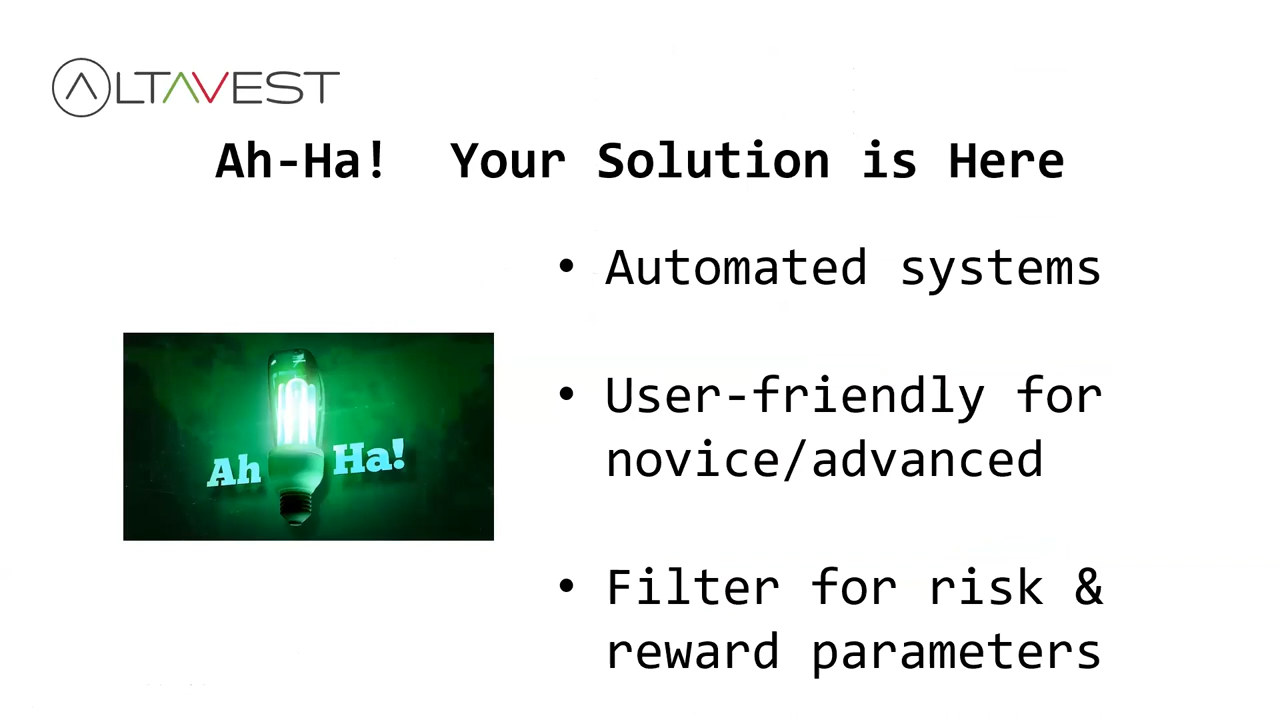 ALTAVEST
Ah-Ha! Your Solution is Here
• Automated systems
• User-friendly for
novice/advanced
Ah Ha!
• Filter for risk &
reward parameters